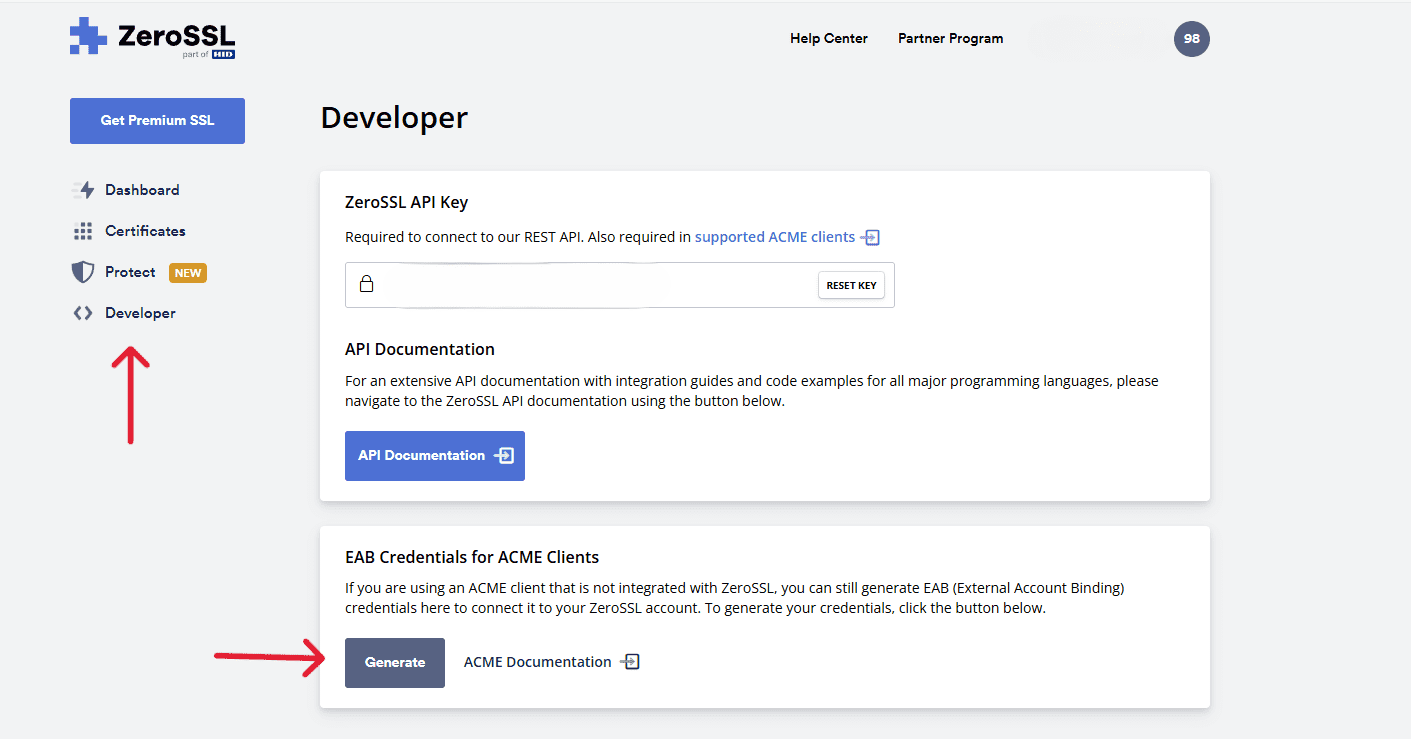 ZeroSSL
part of HID
Help Center
Partner Program
98
Get Premium SSL
Dashboard
Certificates
Protect NEW
Developer
Developer
ZeroSSL API Key
Required to connect to our REST API. Also required in supported ACME clients
RESET KEY
API Documentation
For an extensive API documentation with integration guides and code examples for all major programming languages, please
navigate to the ZeroSSL API documentation using the button below.
API Documentation
EAB Credentials for ACME Clients
If you are using an ACME client that is not integrated with ZeroSSL, you can still generate EAB (External Account Binding)
credentials here to connect it to your ZeroSSL account. To generate your credentials, click the button below.
Generate
ACME Documentation